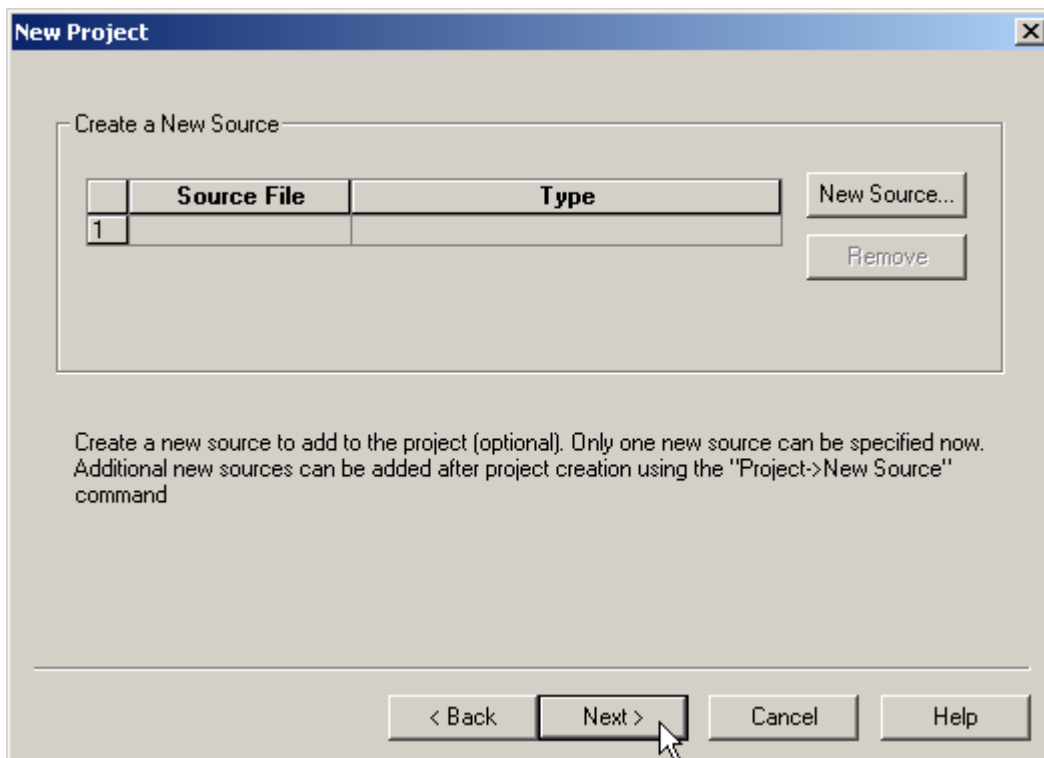 New Project
Create a New Source
Source File Type
New Source...
1
Remove
Create a new source to add to the project (optional). Only one new source can be specified now.
Additional new sources can be added after project creation using the "Project->New Source"
command
< Back Next > Cancel Help